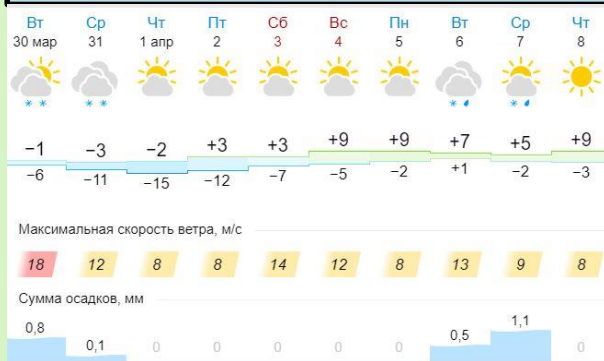 Вт Ср Чт Пт Сб Вс Пн Вт Ср Чт
30 мар 31 1 апр 2 3 4 5 6 7 8
−1 −3 −2 +3 +3 +9 +9 +7 +5 +9
−6 −11 −15 −12 −7 −5 −2 +1 −2 −3
Максимальная скорость ветра, м/с
18 12 8 8 14 12 8 13 9 8
Сумма осадков, мм
0,8 0,1 0 0 0 0 0 0,5 1,1 0